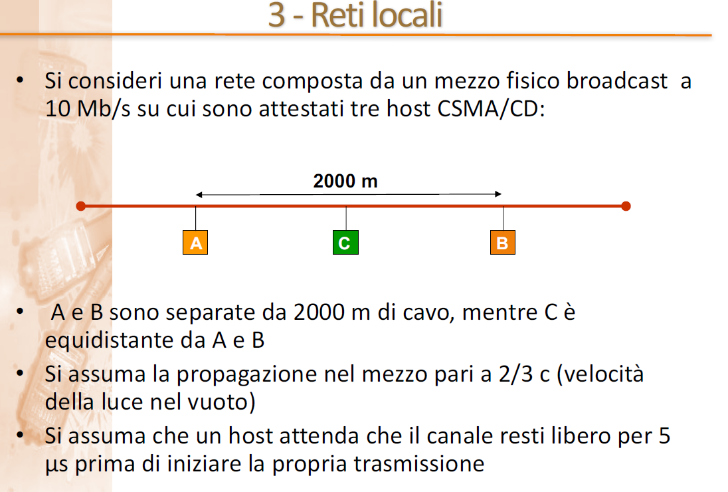 3 - Reti locali
• Si consideri una rete composta da un mezzo fisico broadcast a
10 Mb/s su cui sono attestati tre host CSMA/CD:
2000 m
A
C
B
• A e B sono separate da 2000 m di cavo, mentre C è
equidistante da A e B
• Si assuma la propagazione nel mezzo pari a 2/3 c (velocità
della luce nel vuoto)
• Si assuma che un host attenda che il canale resti libero per 5
μs prima di iniziare la propria trasmissione